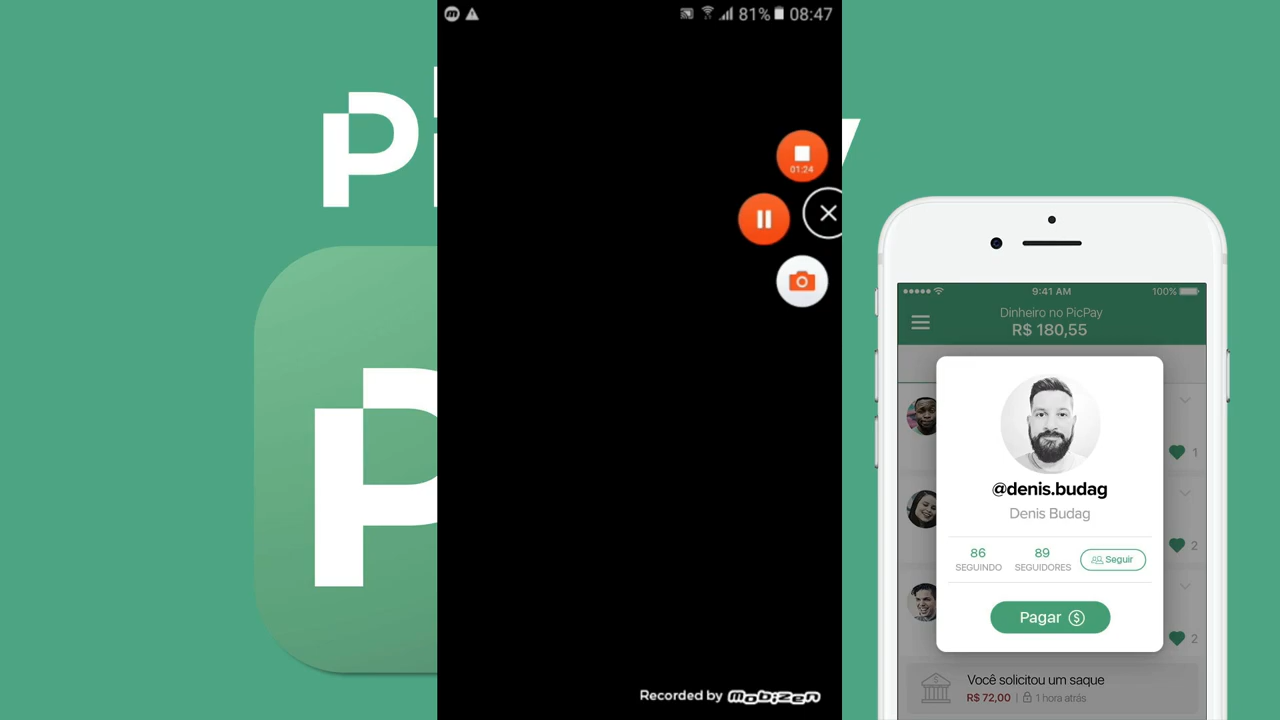 81% 08:47
Pi
01:24
9:41 AM 100%
Dinheiro no PicPay
R$ 180,55
@denis.budag
Denis Budag
1
86 89
SEGUINDO SEGUIDORES Seguir
2
Pagar $
2
Você solicitou um saque
R$ 72,00 | 1 hora atrás
P
Recorded by mobizen